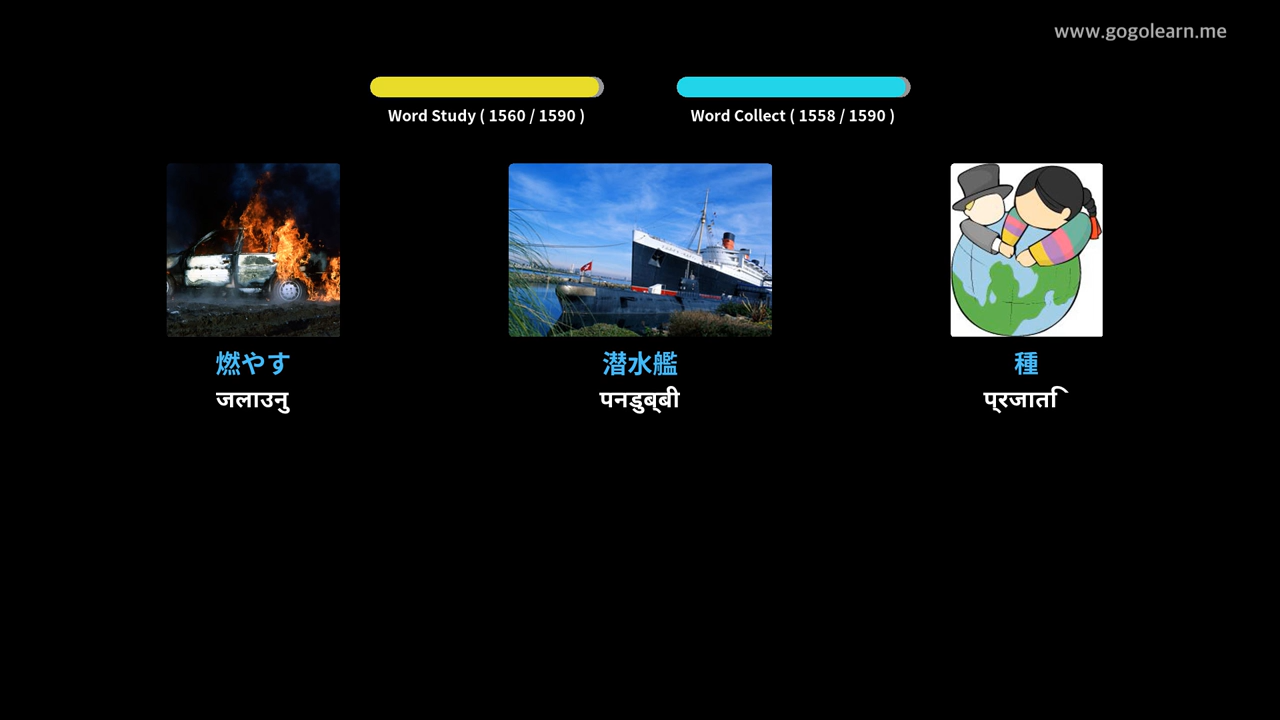 www.gogolearn.me
Word Study ( 1560 / 1590 )
Word Collect ( 1558 / 1590 )
燃やす
潜水艦
種
जलाउनु
पनडुब्बी
प्रजाति